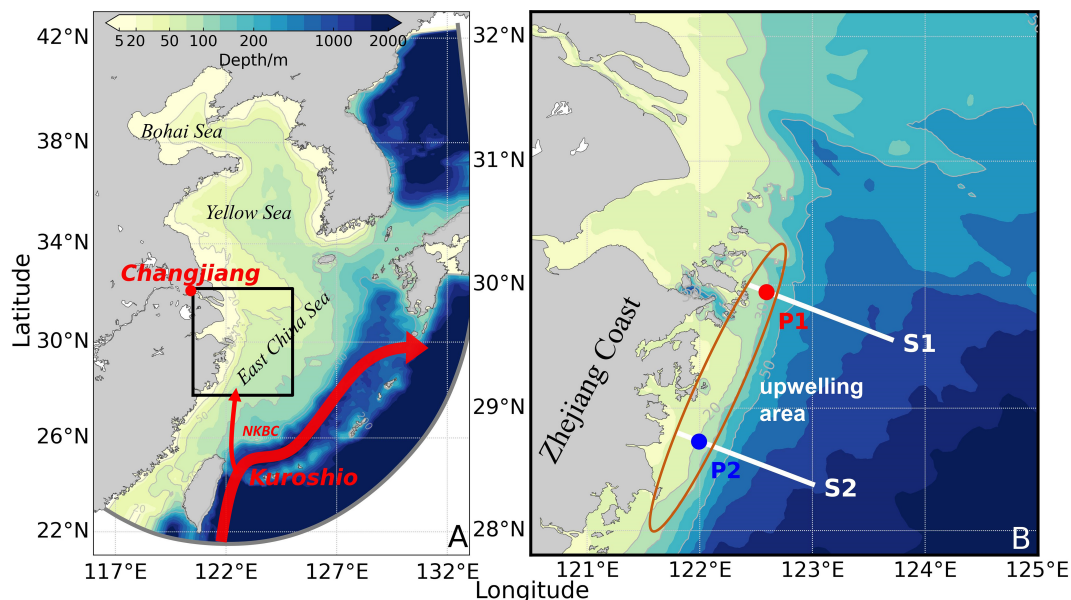 5 20 50 100 200 1000 2000
Depth/m
42°N
38°N
34°N
30°N
26°N
22°N
Latitude
Bohai Sea
Yellow Sea
Changjiang
East China Sea
NKBC
Kuroshio
A
117°E 122°E 127°E 132°E
32°N
31°N
30°N
29°N
28°N
Zhejiang Coast
P1
S1
50
upwelling
area
20
P2
S2
B
121°E 122°E 123°E 124°E 125°E
Longitude